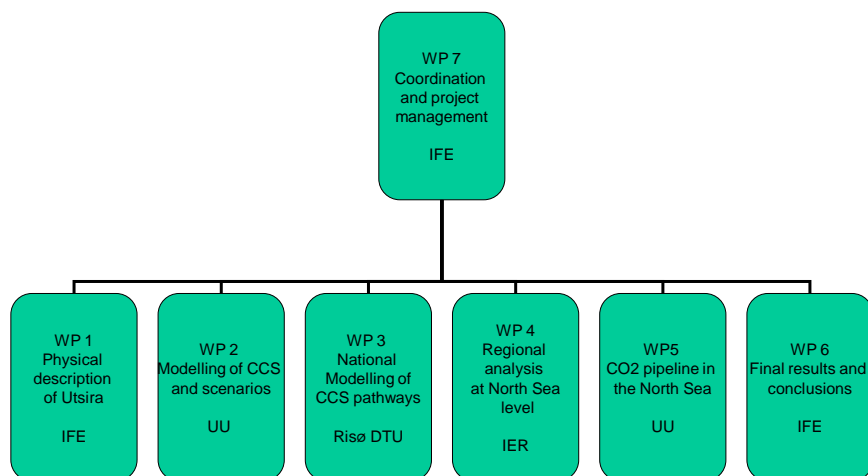 WP 7
Coordination
and project
management
IFE
WP 1
Physical
description
of Utsira
IFE
WP 2
Modelling of CCS
and scenarios
UU
WP 3
National
Modelling of
CCS pathways
Risø DTU
WP 4
Regional
analysis
at North Sea
level
IER
WP5
CO2 pipeline in
the North Sea
UU
WP 6
Final results and
conclusions
IFE